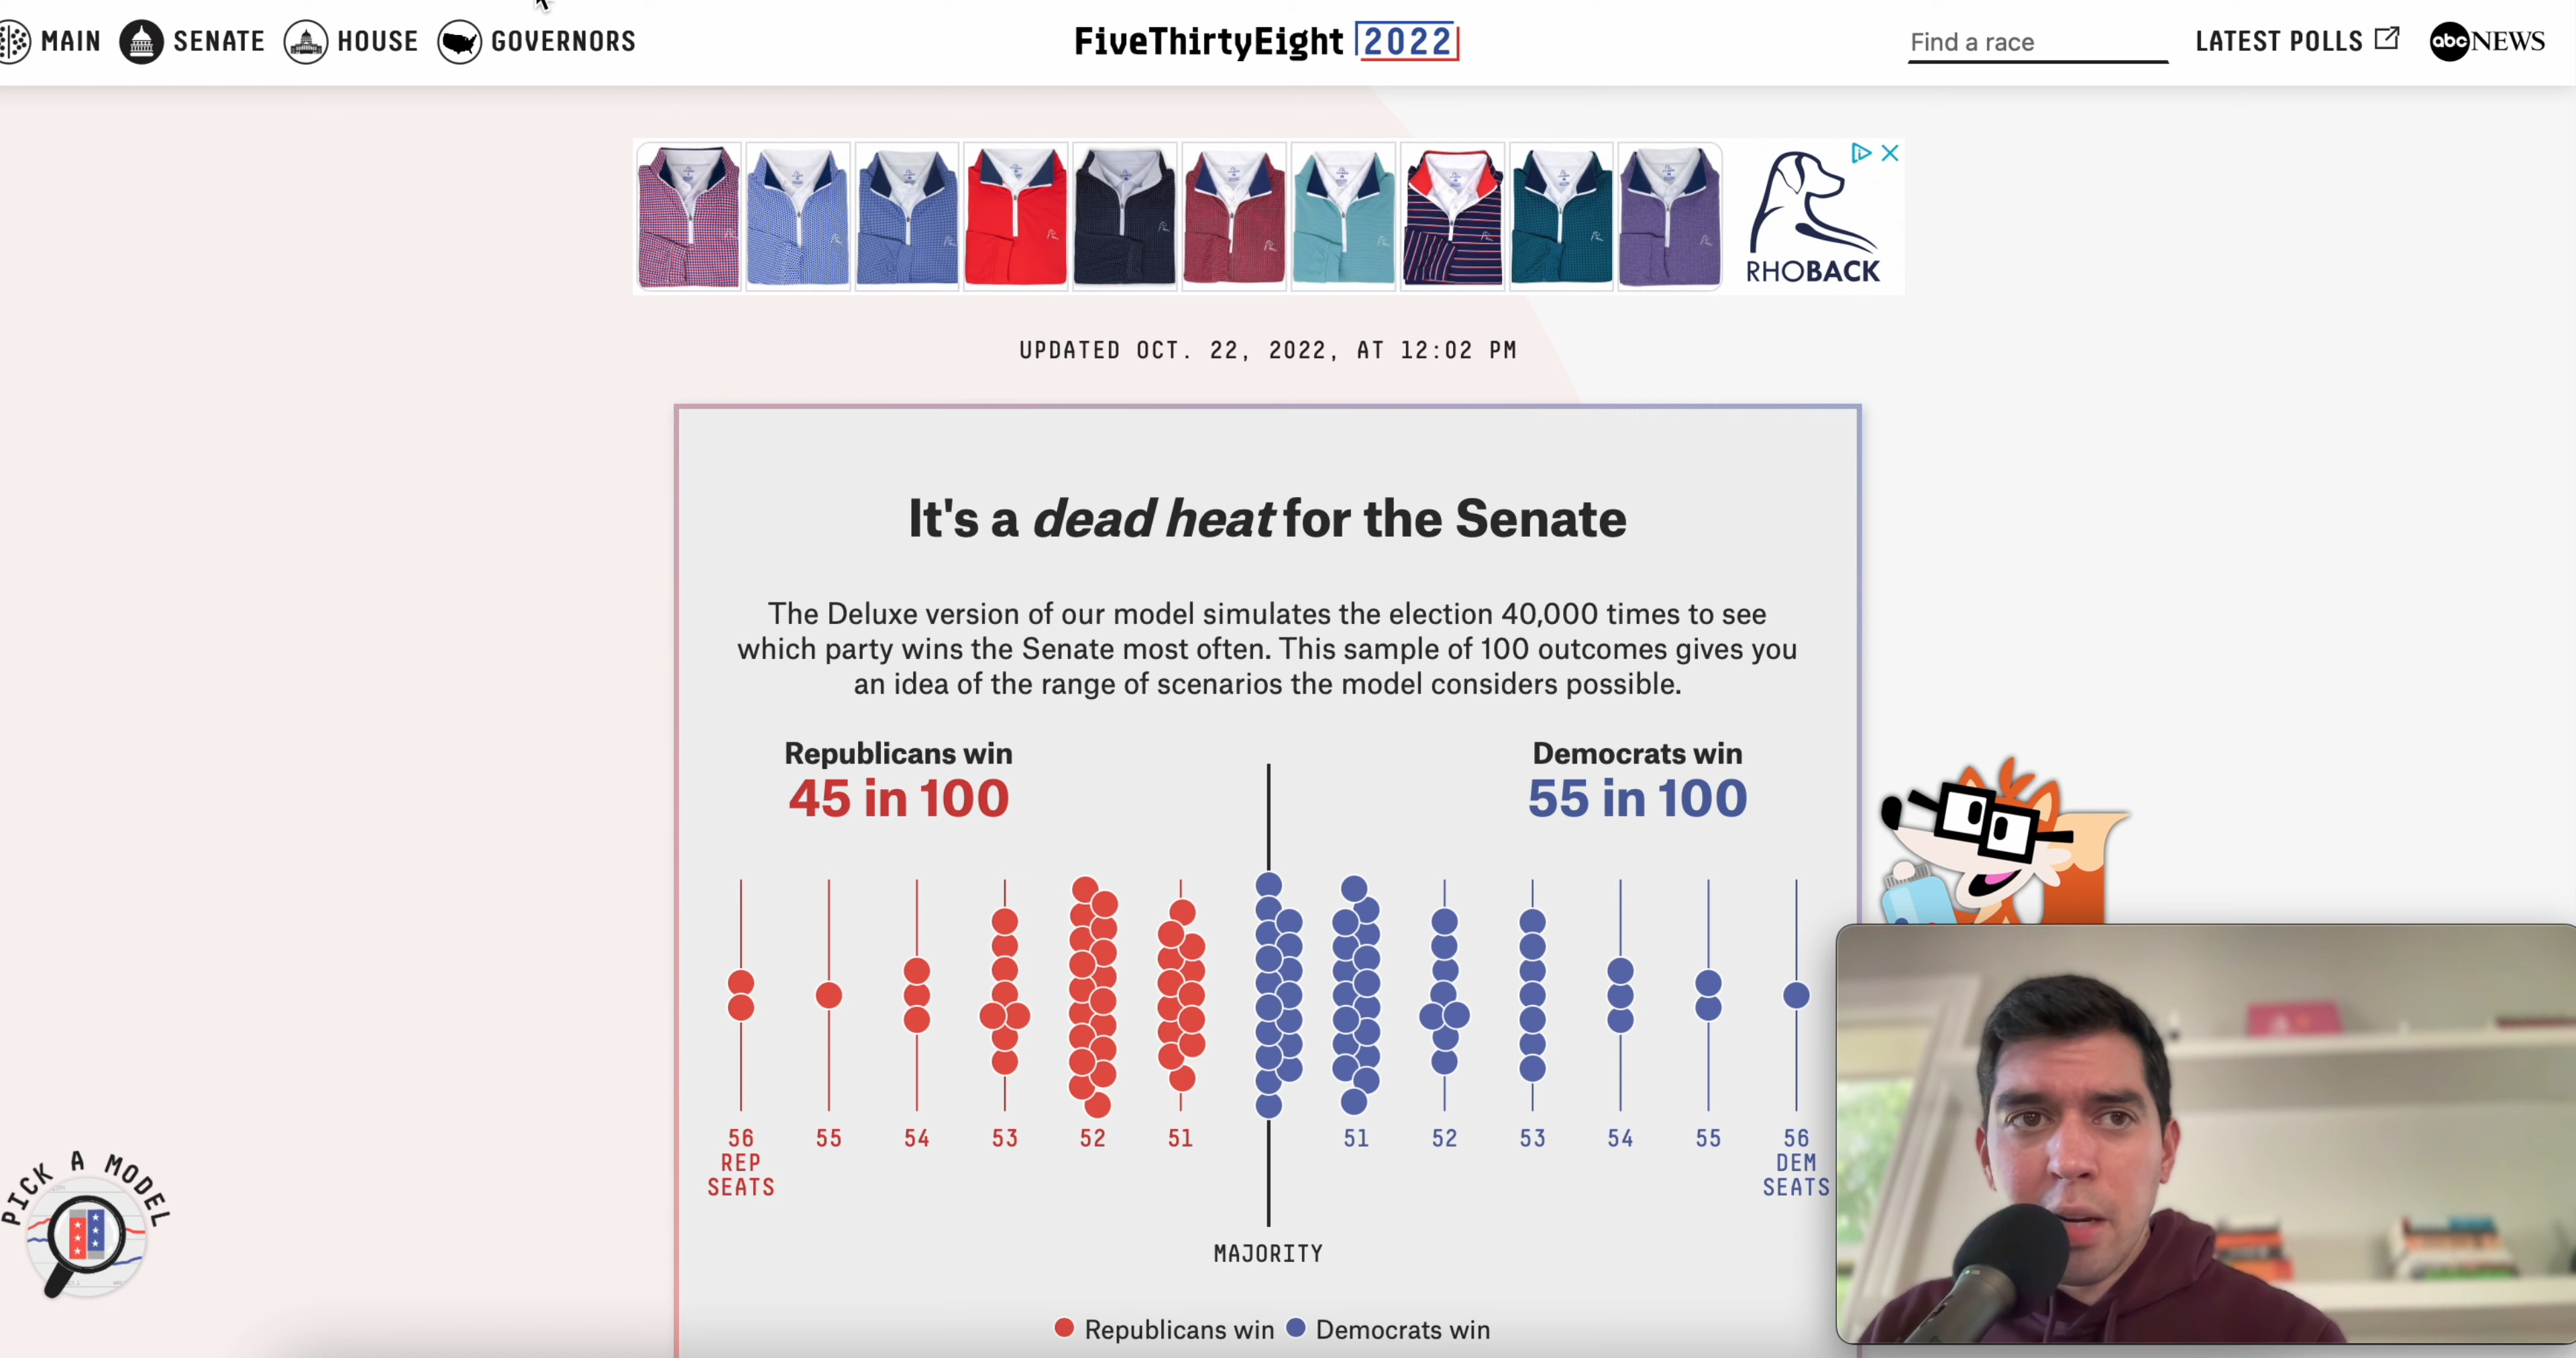 MAIN SENATE HOUSE GOVERNORS
FiveThirtyEight 2022
Find a race
LATEST POLLS
abc NEWS
RHOBACK
UPDATED OCT. 22, 2022, AT 12:02 PM
It's a dead heat for the Senate
The Deluxe version of our model simulates the election 40,000 times to see
which party wins the Senate most often. This sample of 100 outcomes gives you
an idea of the range of scenarios the model considers possible.
Republicans win
45 in 100
Democrats win
55 in 100
56 55 54 53 52 51 51 52 53 54 55 56
REP
SEATS
DEM
SEATS
MAJORITY
Republicans win Democrats win
PICK A MODEL